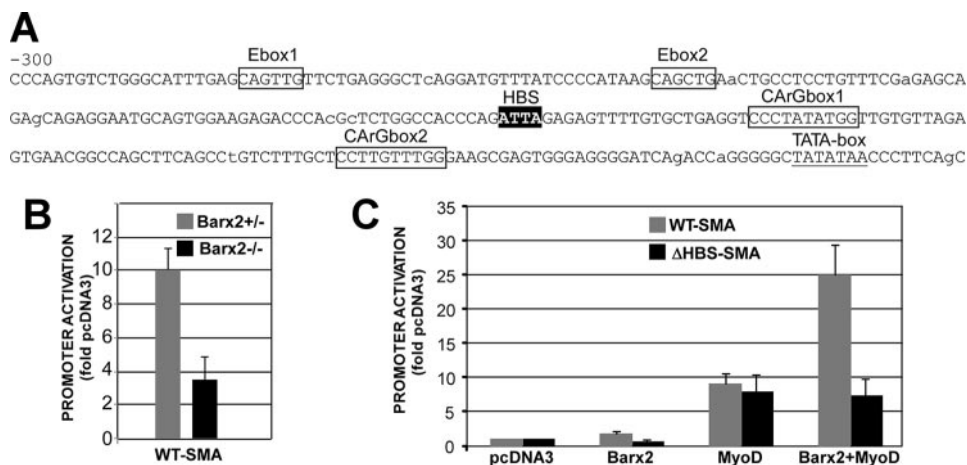 A
-300
Ebox1 Ebox2
CCCAGTGTCTGGGCATTTGAGCAGTTGTTCTGAGGGCTcAGGATGTTTATCCCCATAAGCAGCTGAaCTGCCTCCTGTTTCGaGAGCA
HBS CArGbox1
GAgCAGAGGAATGCAGTGGAAGAGACCCAcGcTCTGGCCACCCAGATTAGAGAGTTTTGTGCTGAGGTCCCTATATGGTTGTGTTAGA
CArGbox2 TATA-box
GTGAACGGCCAGCTTCAGCCtGTCTTTGCTCCTTGTTTGGGAAGCGAGTGGGAGGGGATCAGAgACCaGGGGGCTATATAACCCTTCAgC
B
PROMOTER ACTIVATION
(fold pcDNA3)
12
10
8
6
4
2
0
Barx2+/-
Barx2-/-
WT-SMA
C
PROMOTER ACTIVATION
(fold pcDNA3)
35
30
25
20
15
10
5
0
WT-SMA
ΔHBS-SMA
pcDNA3 Barx2 MyoD Barx2+MyoD